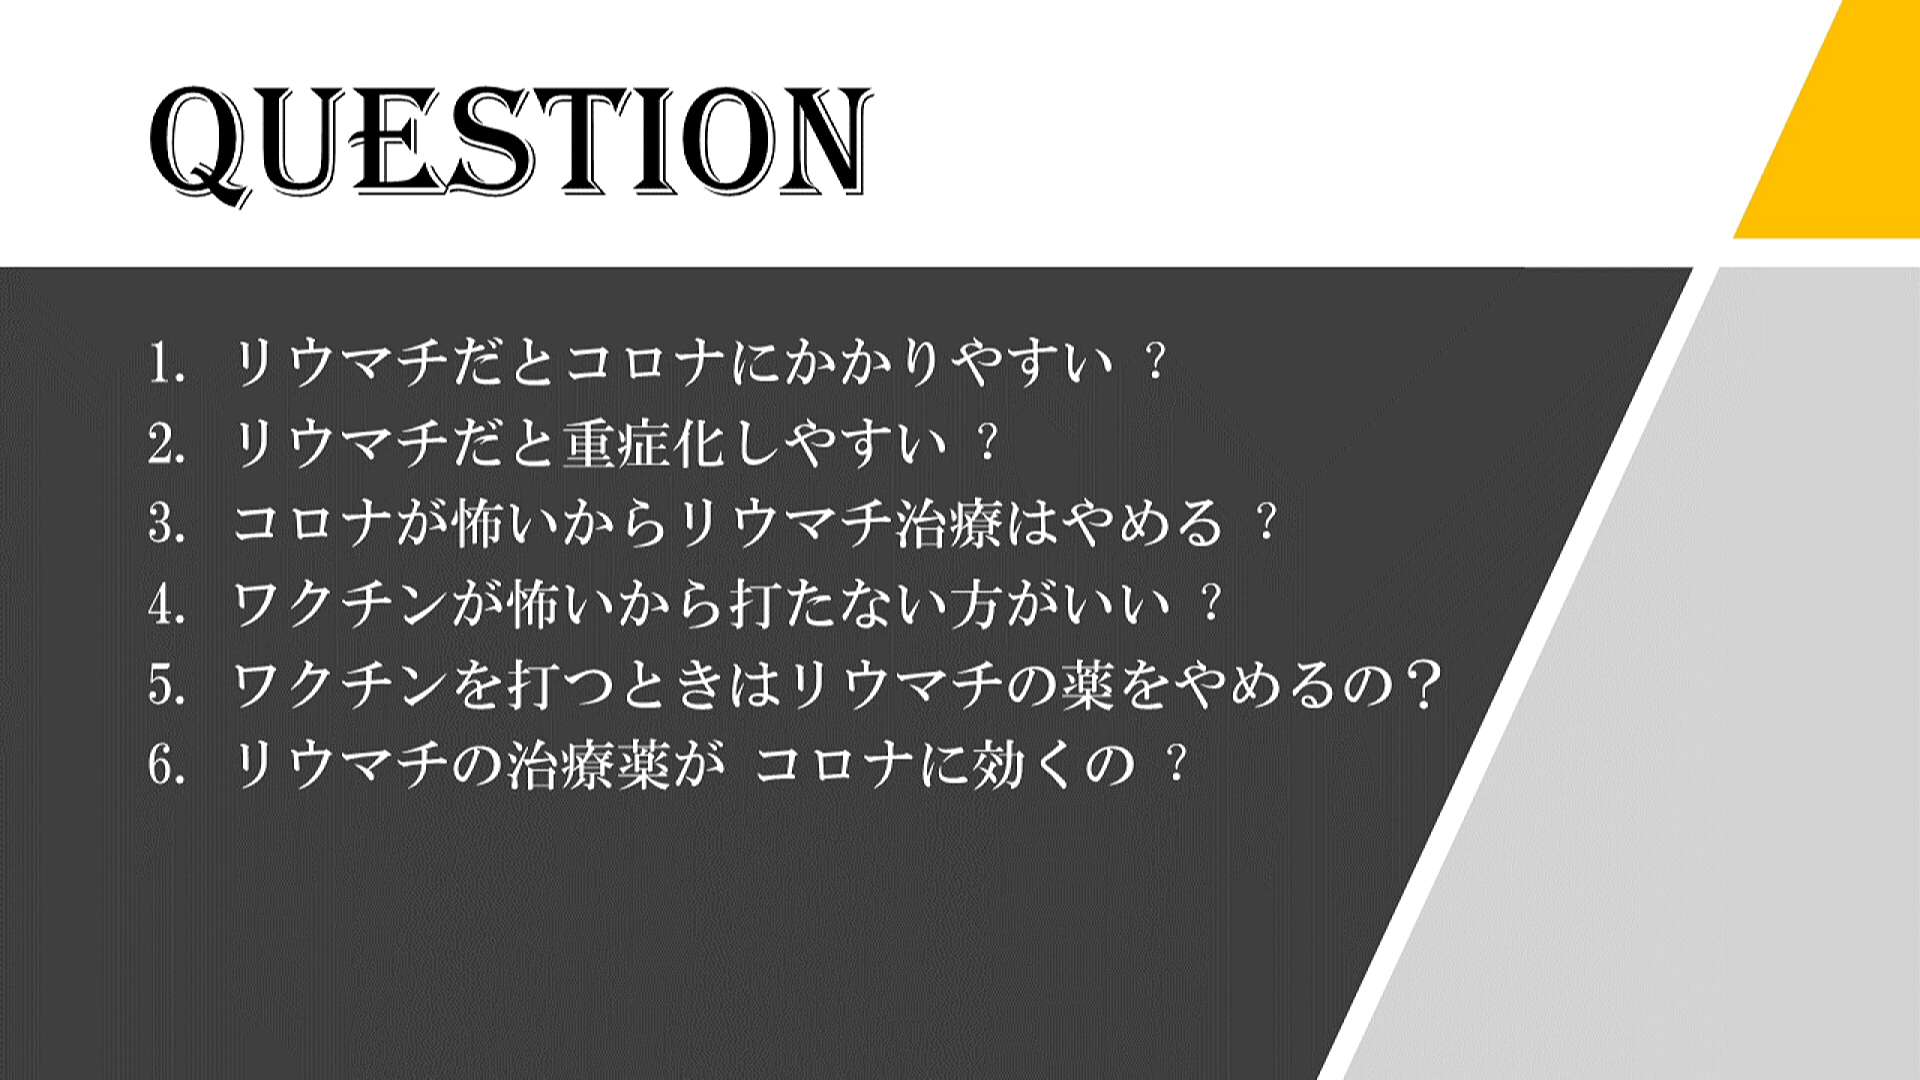 QUESTION
1. リウマチだとコロナにかかりやすい ？
2. リウマチだと重症化しやすい ？
3. コロナが怖いからリウマチ治療はやめる ？
4. ワクチンが怖いから打たない方がいい ？
5. ワクチンを打つときはリウマチの薬をやめるの？
6. リウマチの治療薬が コロナに効くの ？